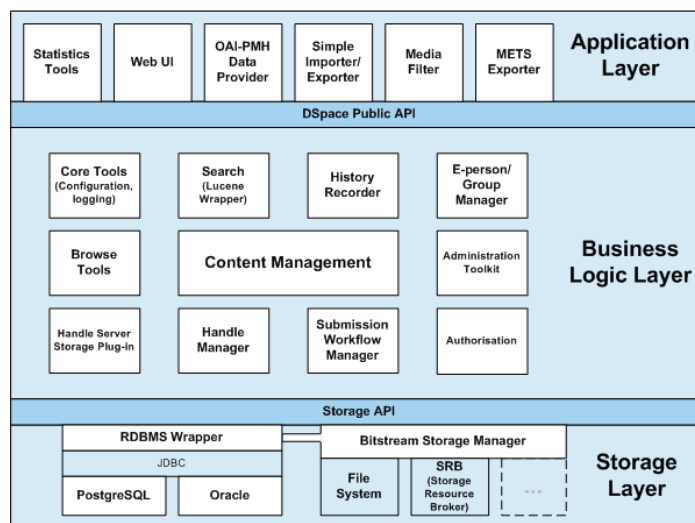 Statistics
Tools
Web UI
OAI-PMH
Data
Provider
Simple
Importer/
Exporter
Media
Filter
METS
Exporter
Application
Layer
DSpace Public API
Core Tools
(Configuration,
logging)
Search
(Lucene
Wrapper)
History
Recorder
E-person/
Group
Manager
Browse
Tools
Content Management
Administration
Toolkit
Business
Logic Layer
Handle Server
Storage Plug-in
Handle
Manager
Submission
Workflow
Manager
Authorisation
Storage API
RDBMS Wrapper
JDBC
PostgreSQL
Oracle
Bitstream Storage Manager
File
System
SRB
(Storage
Resource
Broker)
...
Storage
Layer